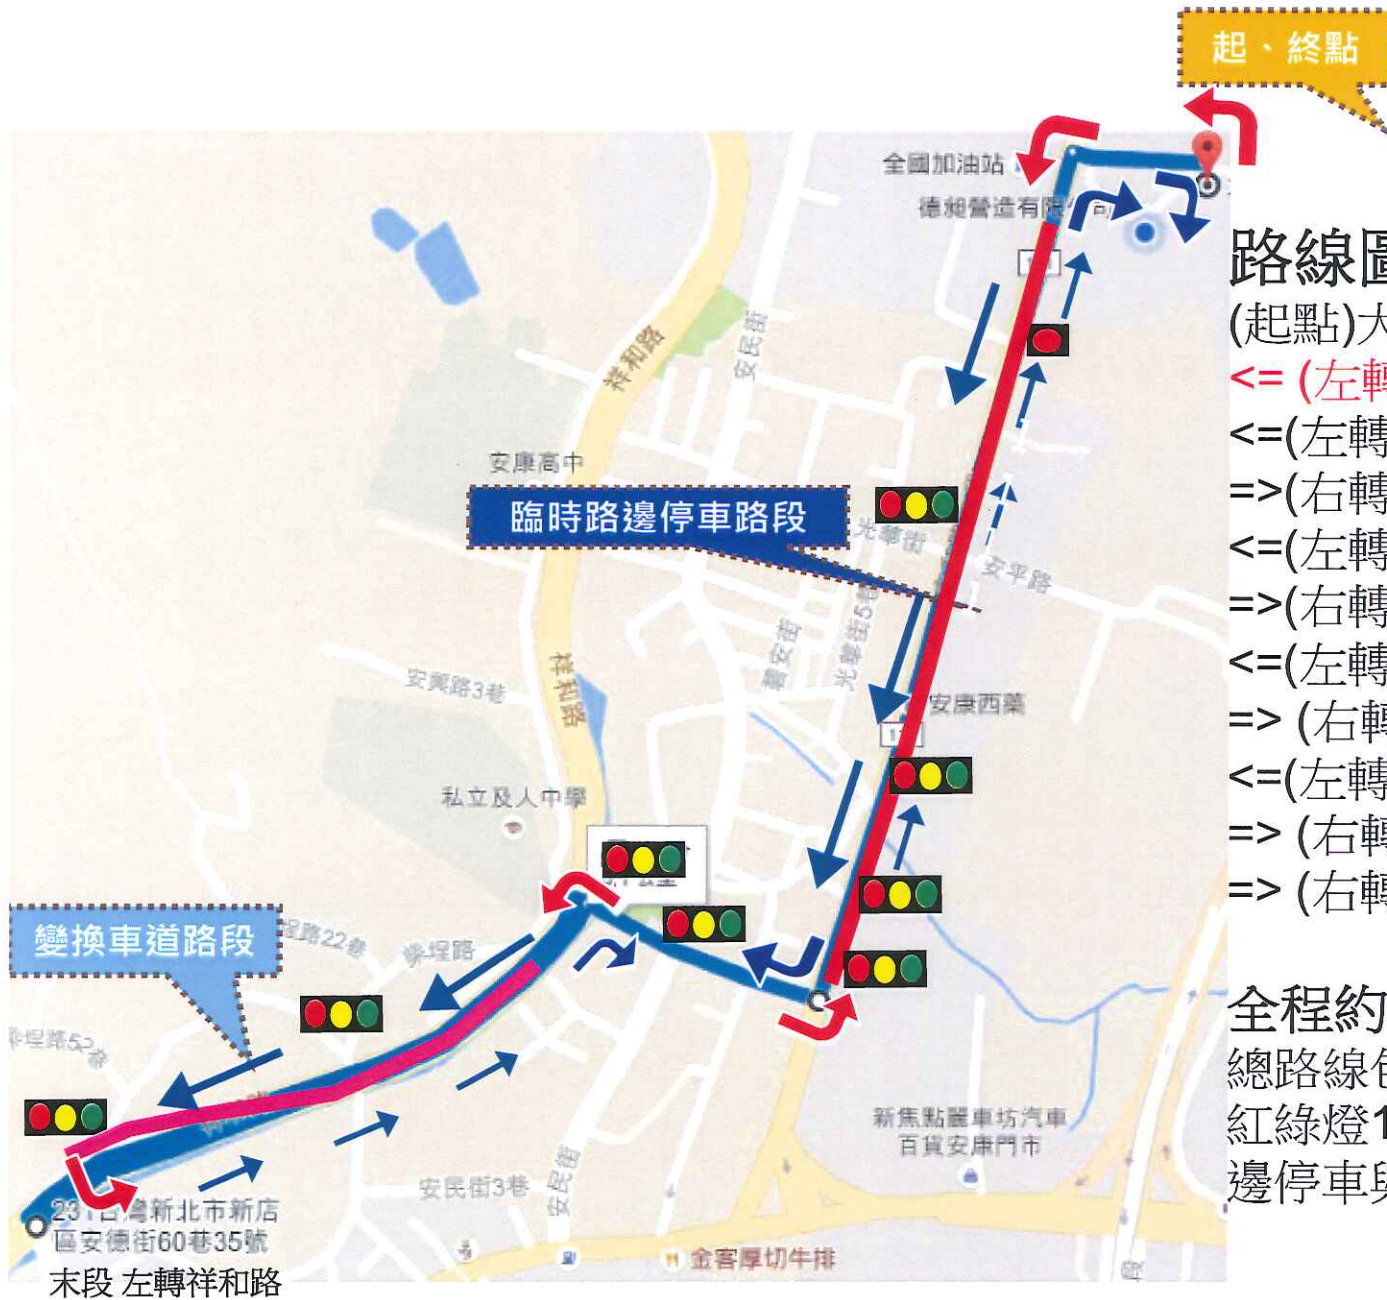 起、終點
全國加油站
德昶營造有限公司
路線圖
(起點)大
<= (左轉
<=(左轉
=>(右轉
<=(左轉
=>(右轉
<=(左轉
=> (右轉
<=(左轉
=> (右轉
=> (右轉
全程約
總路線包
紅綠燈1
邊停車與
祥和路
安民街
安康高中
臨時路邊停車路段
光華街
安平路
碧安街
光華街5巷
祥和路
安興路3巷
安康西藥
私立及人中學
變換車道路段
柴埕路
新焦點麗車坊汽車
百貨安康門市
安民街3巷
安民街
231台灣新北市新店
區安德街60巷35號
末段 左轉祥和路
金客厚切牛排
段